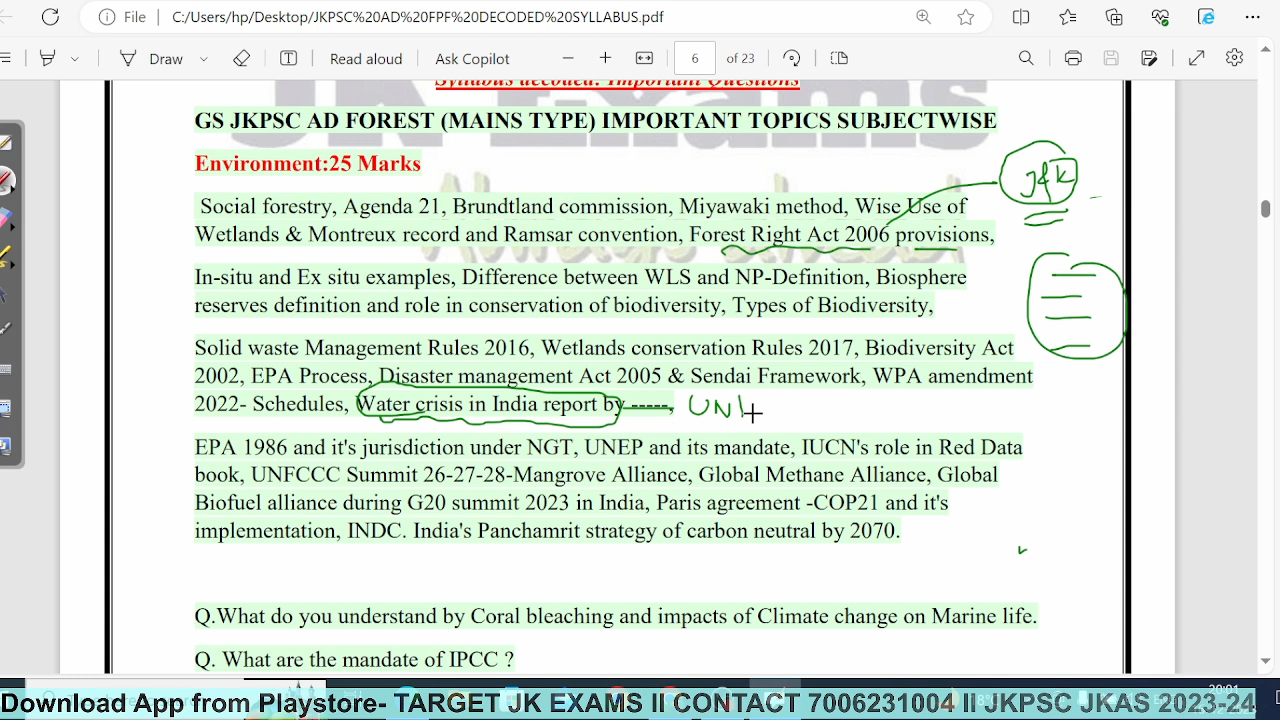 File C:/Users/hp/Desktop/JKPSC%20AD%20FPF%20DECODED%20SYLLABUS.pdf
Draw Read aloud Ask Copilot 6 of 23
Syllabus decoded: Important Questions
GS JKPSC AD FOREST (MAINS TYPE) IMPORTANT TOPICS SUBJECTWISE
Environment:25 Marks
J&K
Social forestry, Agenda 21, Brundtland commission, Miyawaki method, Wise Use of
Wetlands & Montreux record and Ramsar convention, Forest Right Act 2006 provisions,
In-situ and Ex situ examples, Difference between WLS and NP-Definition, Biosphere
reserves definition and role in conservation of biodiversity, Types of Biodiversity,
Solid waste Management Rules 2016, Wetlands conservation Rules 2017, Biodiversity Act
2002, EPA Process, Disaster management Act 2005 & Sendai Framework, WPA amendment
2022- Schedules, Water crisis in India report by -----, UNI
EPA 1986 and it's jurisdiction under NGT, UNEP and its mandate, IUCN's role in Red Data
book, UNFCCC Summit 26-27-28-Mangrove Alliance, Global Methane Alliance, Global
Biofuel alliance during G20 summit 2023 in India, Paris agreement -COP21 and it's
implementation, INDC. India's Panchamrit strategy of carbon neutral by 2070.
Q.What do you understand by Coral bleaching and impacts of Climate change on Marine life.
Q. What are the mandate of IPCC ?
Download App from Playstore- TARGET JK EXAMS II CONTACT 7006231004 II JKPSC JKAS 2023-24